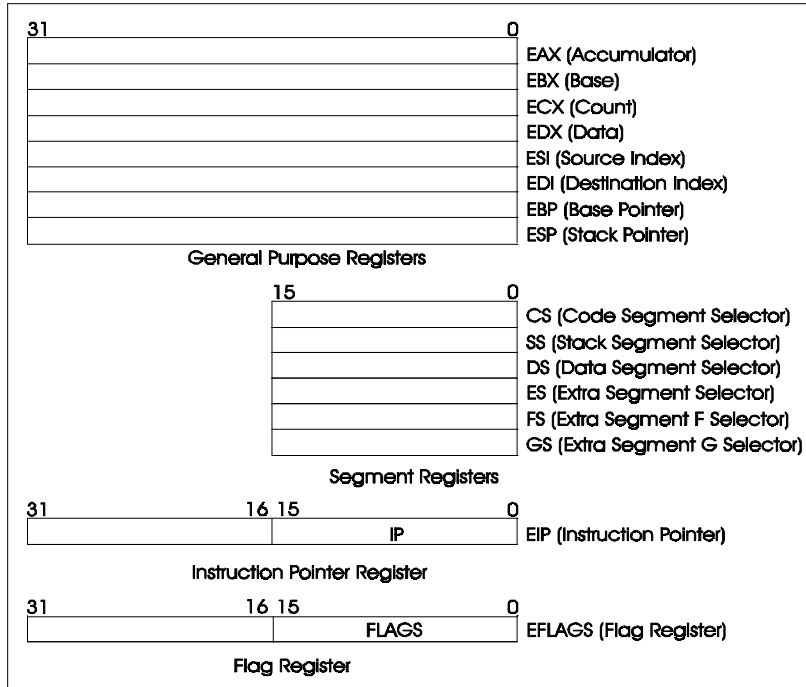 31 0
EAX (Accumulator)
EBX (Base)
ECX (Count)
EDX (Data)
ESI (Source Index)
EDI (Destination Index)
EBP (Base Pointer)
ESP (Stack Pointer)
General Purpose Registers
15 0
CS (Code Segment Selector)
SS (Stack Segment Selector)
DS (Data Segment Selector)
ES (Extra Segment Selector)
FS (Extra Segment F Selector)
GS (Extra Segment G Selector)
Segment Registers
31 16 15 0
IP EIP (Instruction Pointer)
Instruction Pointer Register
31 16 15 0
FLAGS EFLAGS (Flag Register)
Flag Register